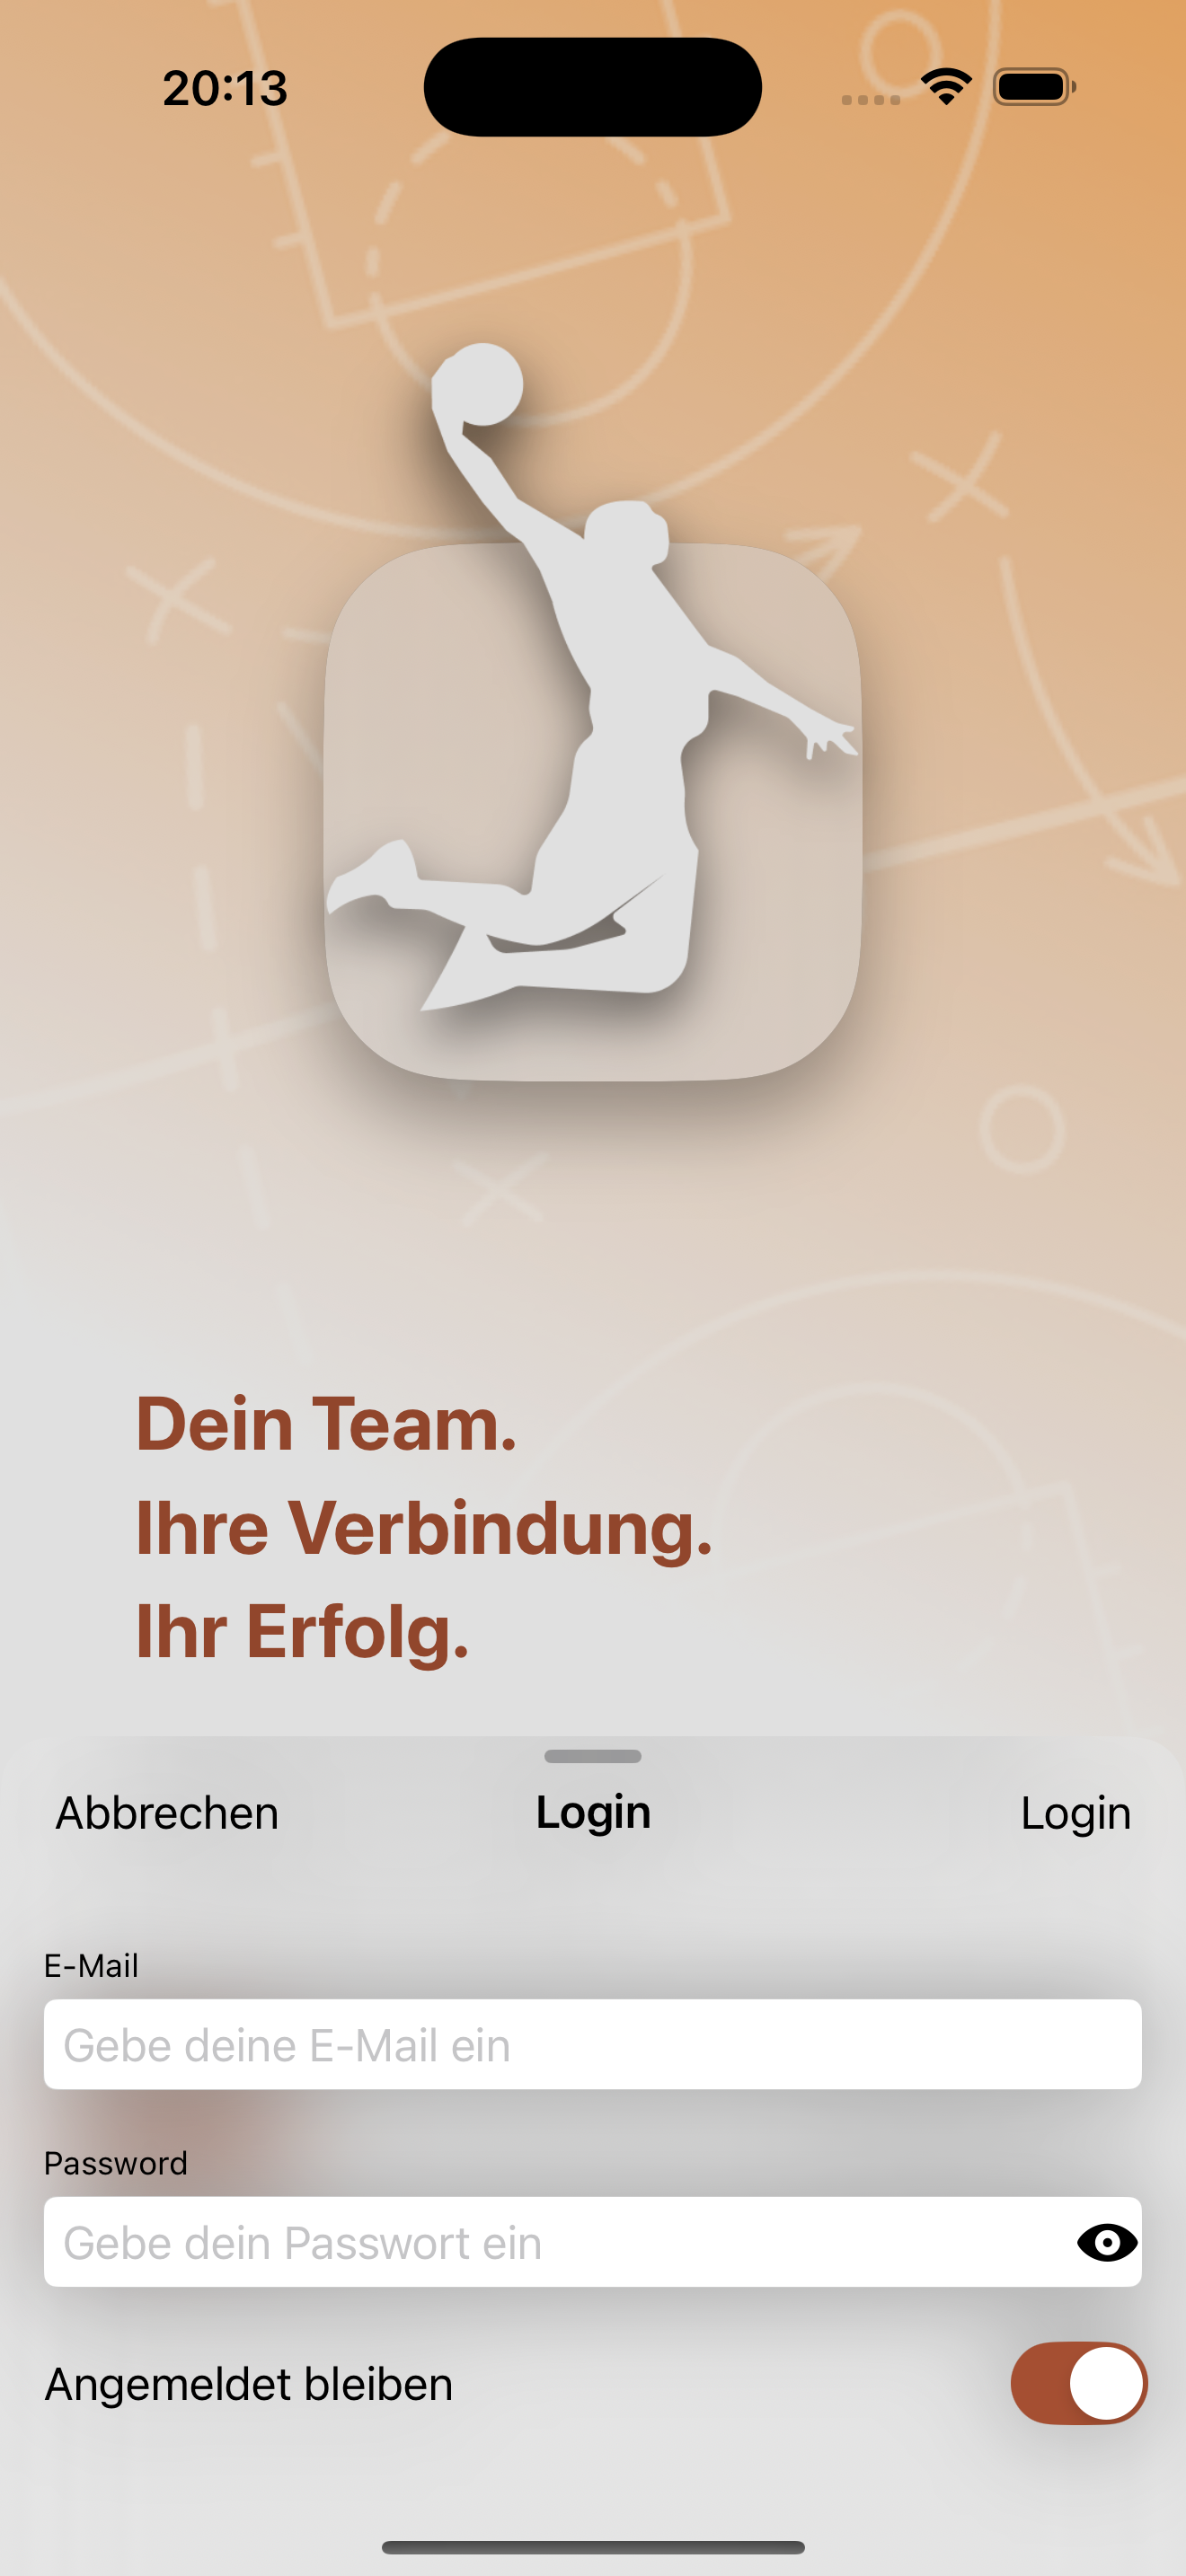 20:13
Dein Team.
Ihre Verbindung.
Ihr Erfolg.
Abbrechen Login Login
E-Mail
Gebe deine E-Mail ein
Password
Gebe dein Passwort ein
Angemeldet bleiben